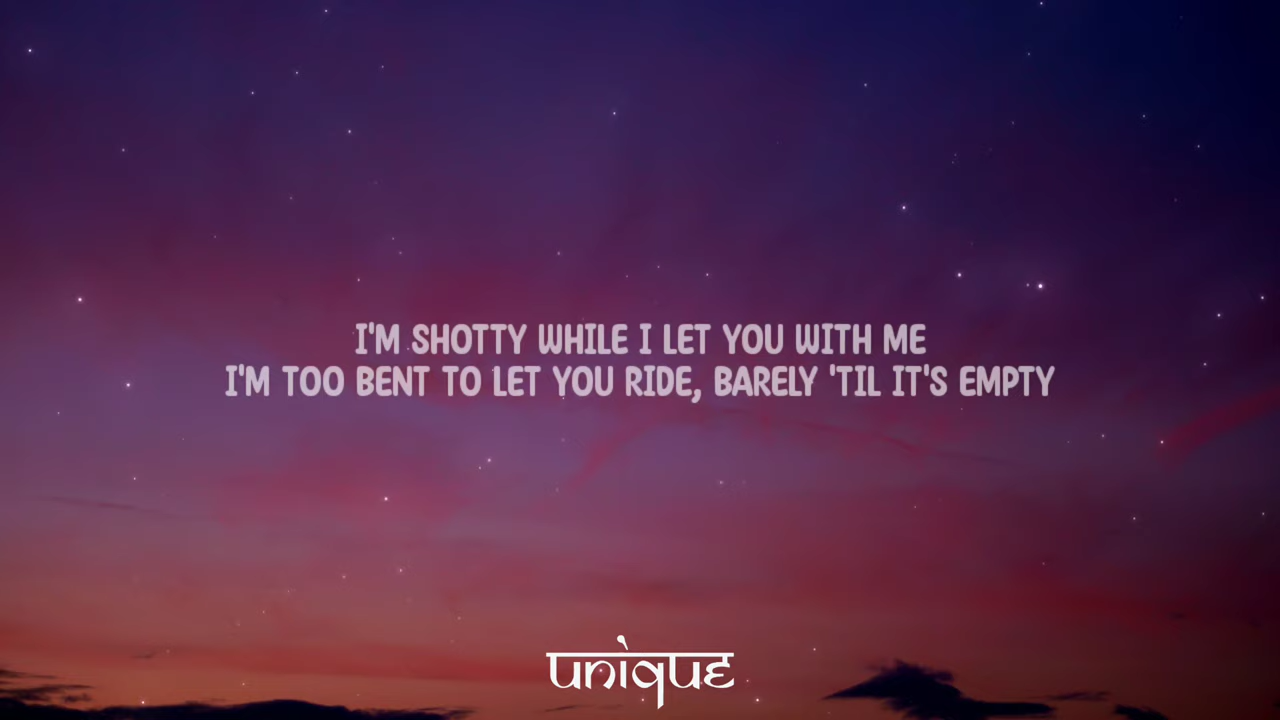 I'M SHOTTY WHILE I LET YOU WITH ME
I'M TOO BENT TO LET YOU RIDE, BARELY 'TIL IT'S EMPTY
unique